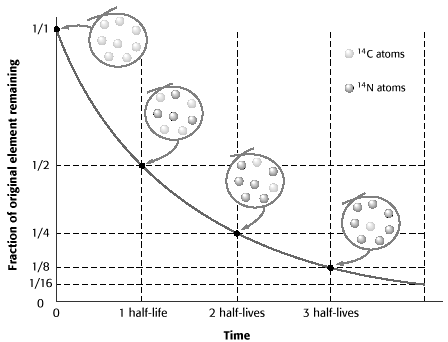 Fraction of original element remaining
1/1
1/2
1/4
1/8
1/16
0
¹⁴C atoms
¹⁴N atoms
0
1 half-life
2 half-lives
3 half-lives
Time